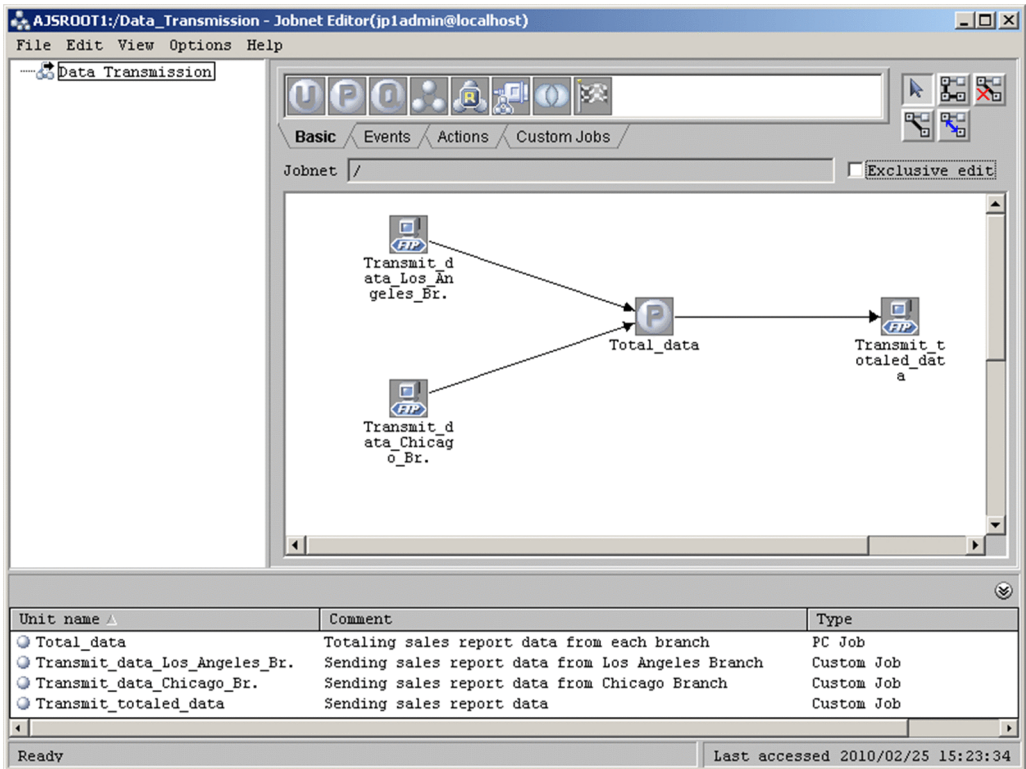 AJSROOT1:/Data_Transmission - Jobnet Editor(jp1admin@localhost)
File Edit View Options Help
Data Transmission
U P Q R
Basic Events Actions Custom Jobs
Jobnet / Exclusive edit
FTP
Transmit_d
ata_Los_An
geles_Br.
P
Total_data
FTP
Transmit_t
otaled_dat
a
FTP
Transmit_d
ata_Chicag
o_Br.
Unit name Comment Type
Total_data Totaling sales report data from each branch PC Job
Transmit_data_Los_Angeles_Br. Sending sales report data from Los Angeles Branch Custom Job
Transmit_data_Chicago_Br. Sending sales report data from Chicago Branch Custom Job
Transmit_totaled_data Sending sales report data Custom Job
Ready Last accessed 2010/02/25 15:23:34